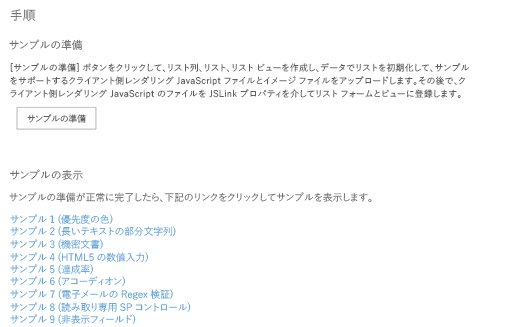 手順
サンプルの準備
[サンプルの準備] ボタンをクリックして、リスト列、リスト、リスト ビューを作成し、データでリストを初期化して、サンプル
をサポートするクライアント側レンダリング JavaScript ファイルとイメージ ファイルをアップロードします。その後で、ク
ライアント側レンダリング JavaScript のファイルを JSLink プロパティを介してリスト フォームとビューに登録します。
サンプルの準備
サンプルの表示
サンプルの準備が正常に完了したら、下記のリンクをクリックしてサンプルを表示します。
サンプル 1 (優先度の色)
サンプル 2 (長いテキストの部分文字列)
サンプル 3 (機密文書)
サンプル 4 (HTML5 の数値入力)
サンプル 5 (達成率)
サンプル 6 (アコーディオン)
サンプル 7 (電子メールの Regex 検証)
サンプル 8 (読み取り専用 SP コントロール)
サンプル 9 (非表示フィールド)